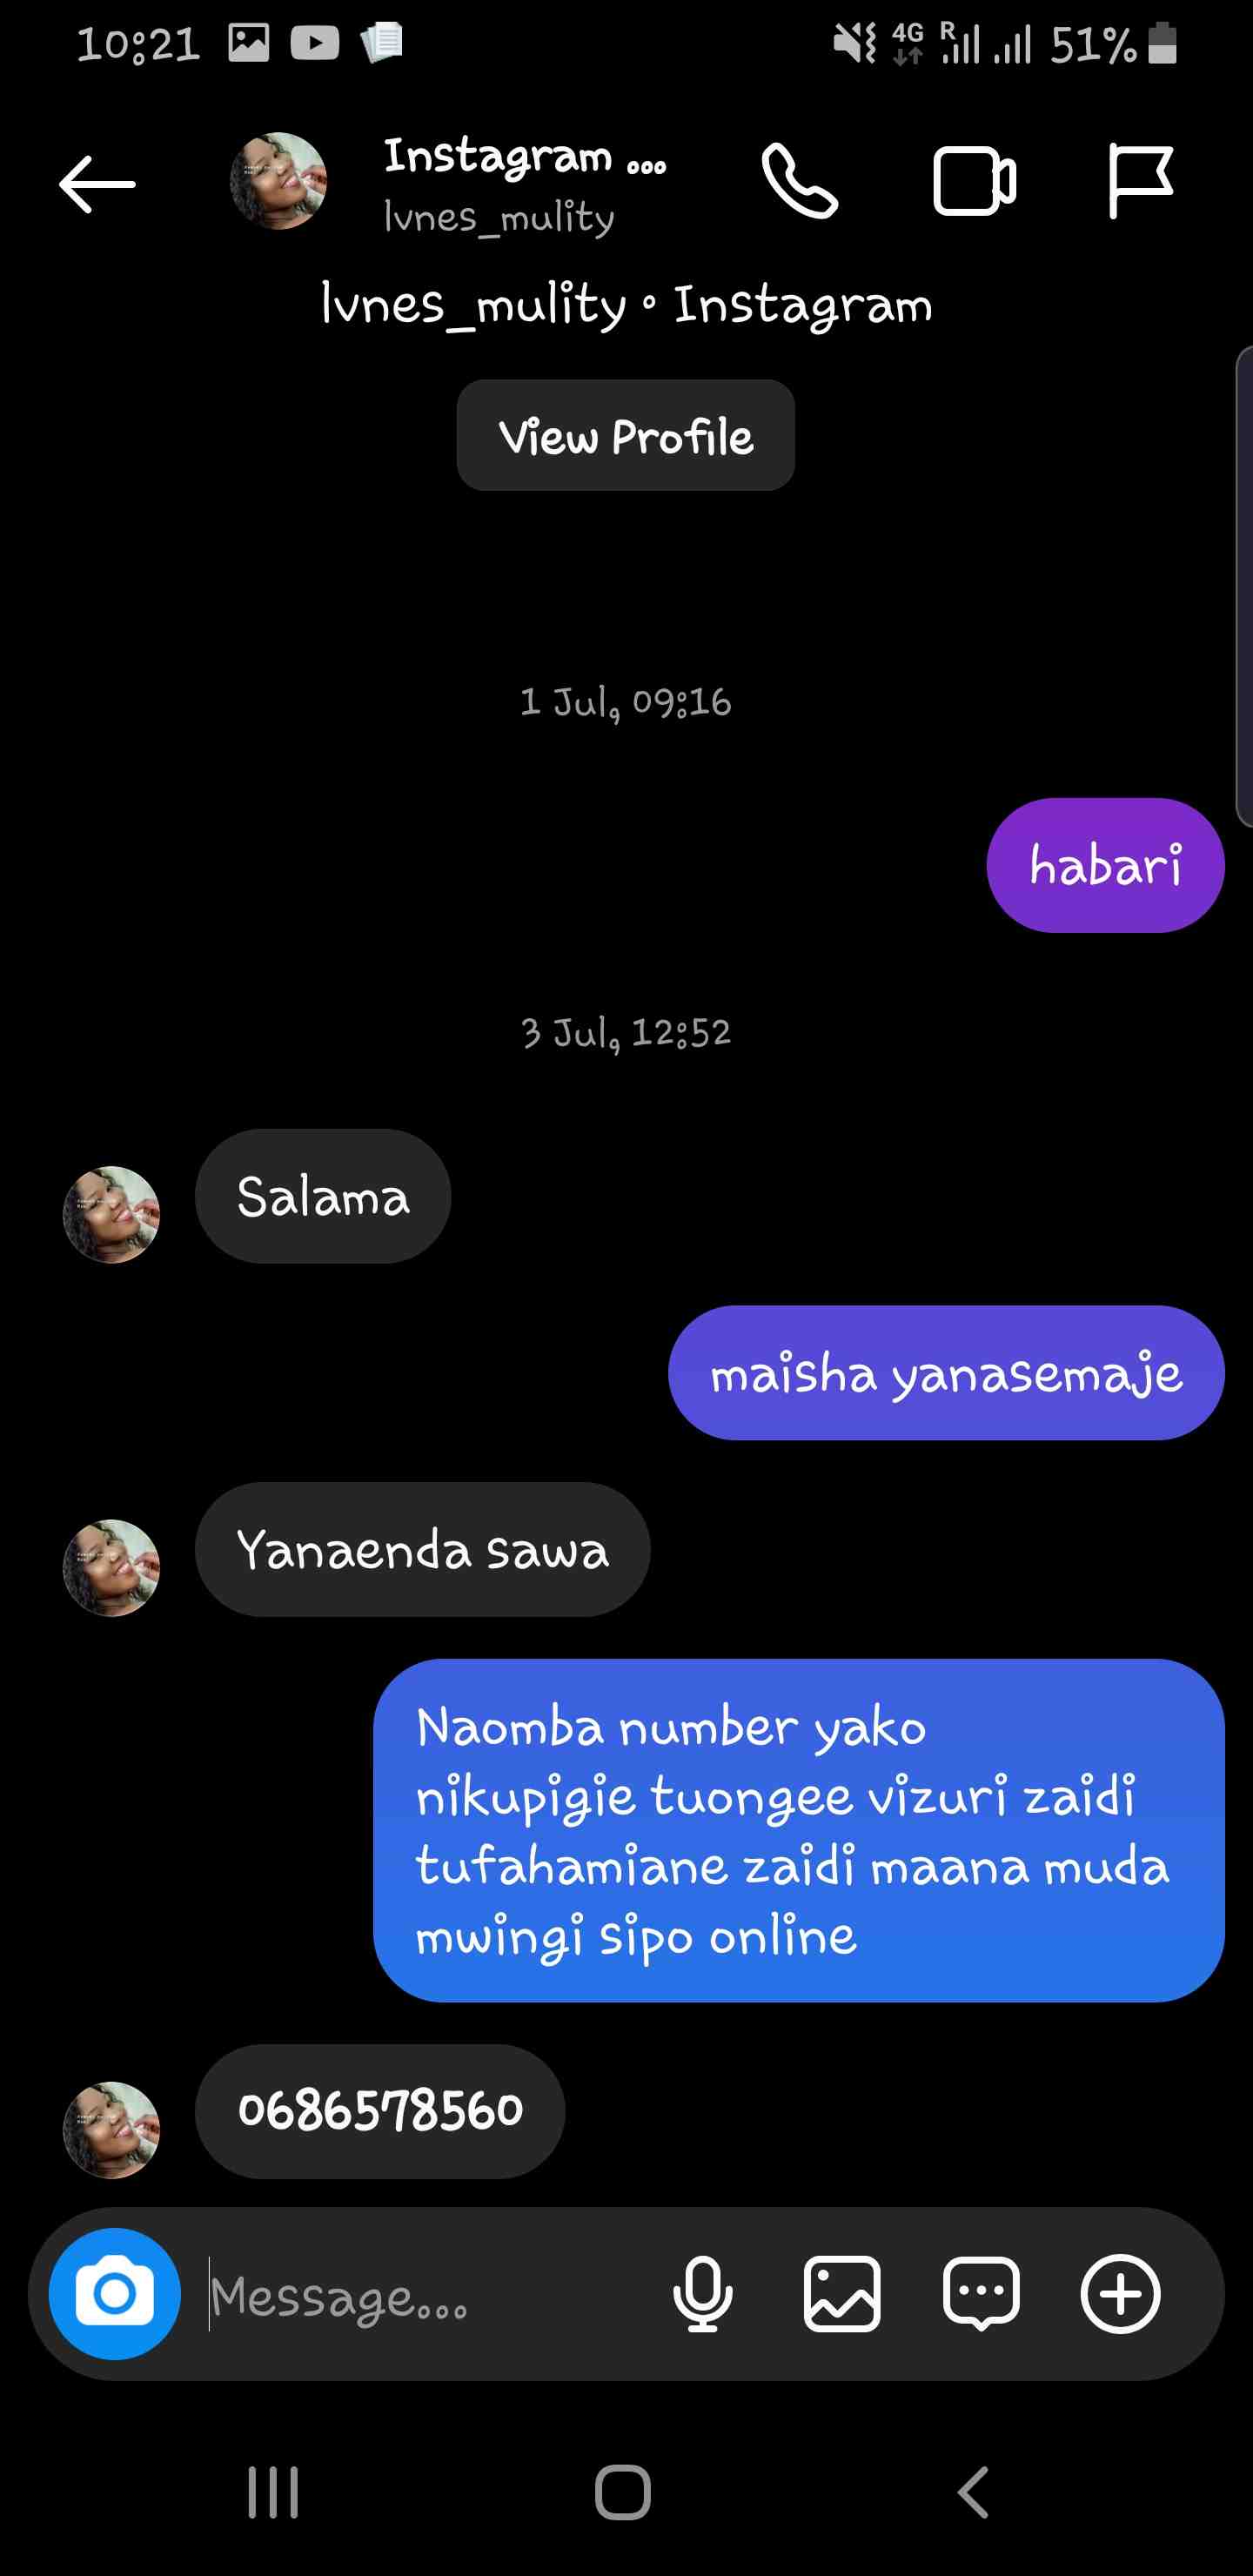 10:21
4G R 51%
Instagram ...
lvnes_mulity
lvnes_mulity • Instagram
View Profile
1 Jul, 09:16
habari
3 Jul, 12:52
Salama
maisha yanasemaje
Yanaenda sawa
Naomba number yako
nikupigie tuongee vizuri zaidi
tufahamiane zaidi maana muda
mwingi sipo online
0686578560
Message...